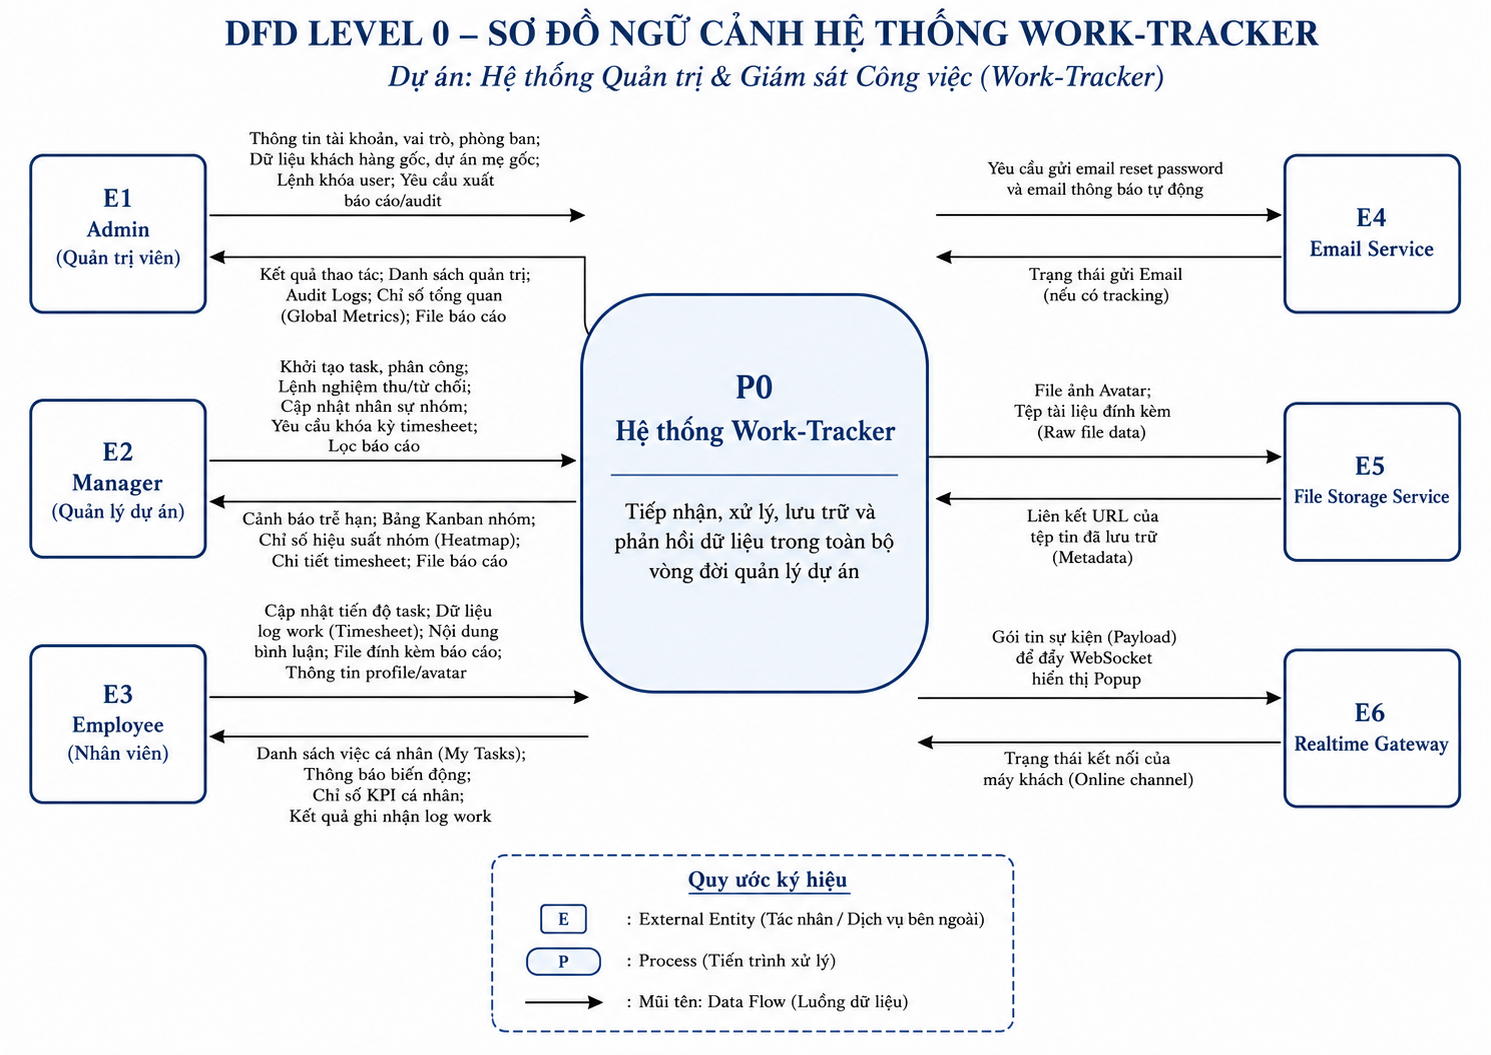 DFD LEVEL 0 – SƠ ĐỒ NGỮ CẢNH HỆ THỐNG WORK-TRACKER
Dự án: Hệ thống Quản trị & Giám sát Công việc (Work-Tracker)
E1
Admin
(Quản trị viên)
Thông tin tài khoản, vai trò, phòng ban;
Dữ liệu khách hàng gốc, dự án mẹ gốc;
Lệnh khóa user; Yêu cầu xuất
báo cáo/audit
Kết quả thao tác; Danh sách quản trị;
Audit Logs; Chỉ số tổng quan
(Global Metrics); File báo cáo
E2
Manager
(Quản lý dự án)
Khởi tạo task, phân công;
Lệnh nghiệm thu/từ chối;
Cập nhật nhân sự nhóm;
Yêu cầu khóa kỳ timesheet;
Lọc báo cáo
Cảnh báo trễ hạn; Bảng Kanban nhóm;
Chỉ số hiệu suất nhóm (Heatmap);
Chi tiết timesheet; File báo cáo
E3
Employee
(Nhân viên)
Cập nhật tiến độ task; Dữ liệu
log work (Timesheet); Nội dung
bình luận; File đính kèm báo cáo;
Thông tin profile/avatar
Danh sách việc cá nhân (My Tasks);
Thông báo biến động;
Chỉ số KPI cá nhân;
Kết quả ghi nhận log work
P0
Hệ thống Work-Tracker
Tiếp nhận, xử lý, lưu trữ và
phản hồi dữ liệu trong toàn bộ
vòng đời quản lý dự án
Yêu cầu gửi email reset password
và email thông báo tự động
Trạng thái gửi Email
(nếu có tracking)
E4
Email Service
File ảnh Avatar;
Tệp tài liệu đính kèm
(Raw file data)
Liên kết URL của
tệp tin đã lưu trữ
(Metadata)
E5
File Storage Service
Gói tin sự kiện (Payload)
để đẩy WebSocket
hiển thị Popup
Trạng thái kết nối của
máy khách (Online channel)
E6
Realtime Gateway
Quy ước ký hiệu
E : External Entity (Tác nhân / Dịch vụ bên ngoài)
P : Process (Tiến trình xử lý)
: Mũi tên: Data Flow (Luồng dữ liệu)